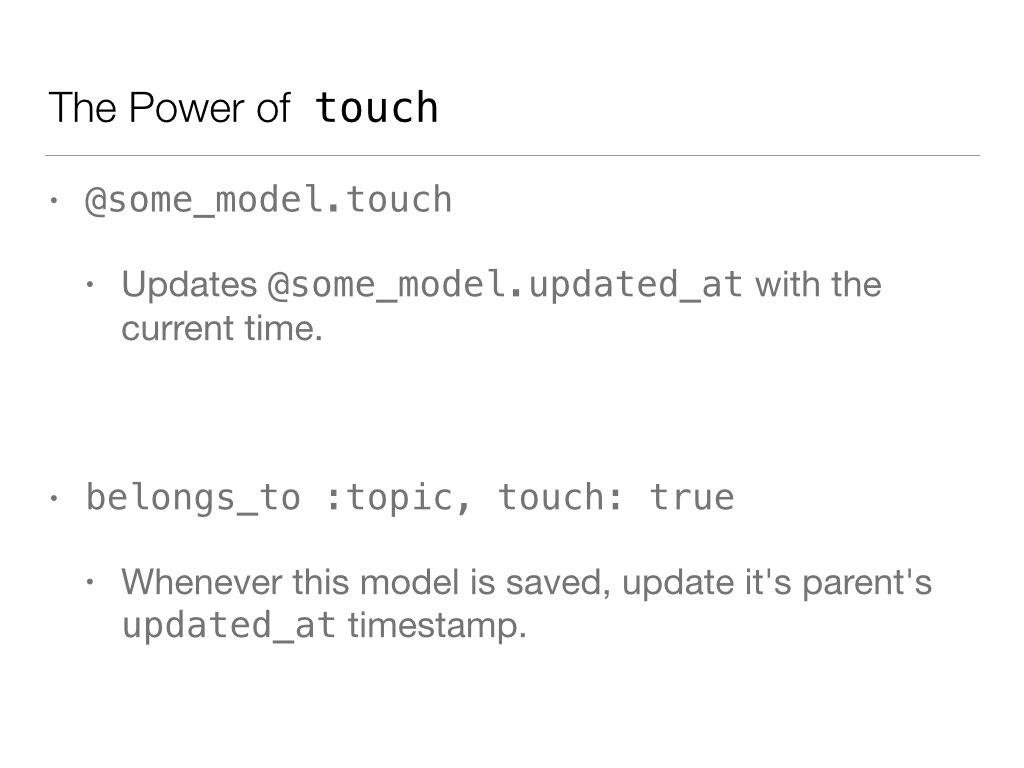 The Power of touch
• @some_model.touch
• Updates @some_model.updated_at with the
current time.
• belongs_to :topic, touch: true
• Whenever this model is saved, update it's parent's
updated_at timestamp.